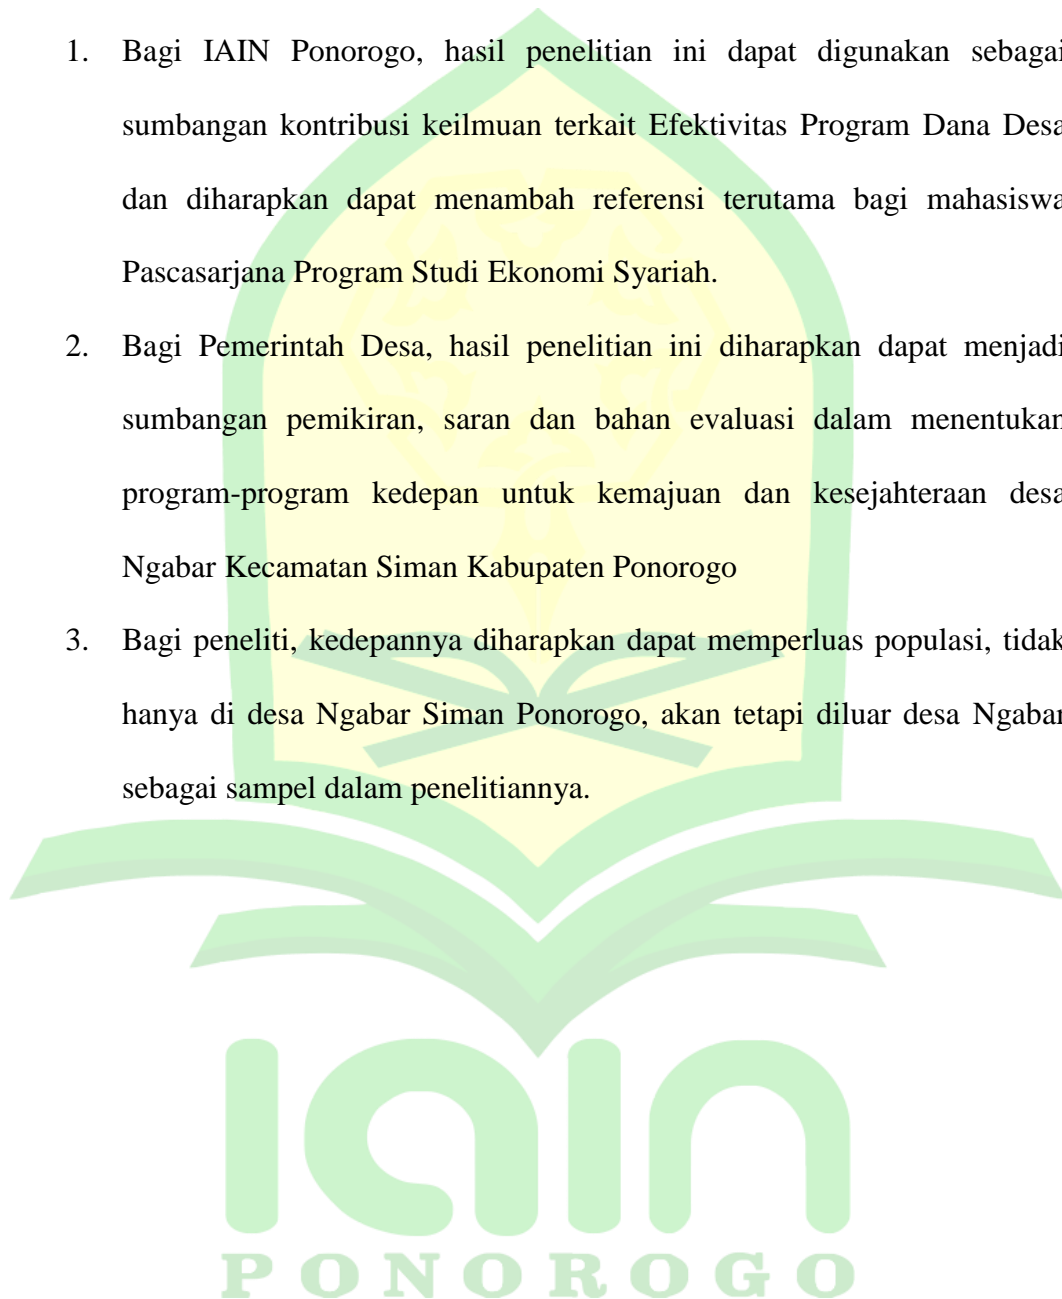 1. Bagi IAIN Ponorogo, hasil penelitian ini dapat digunakan sebagai
sumbangan kontribusi keilmuan terkait Efektivitas Program Dana Desa
dan diharapkan dapat menambah referensi terutama bagi mahasiswa
Pascasarjana Program Studi Ekonomi Syariah.
2. Bagi Pemerintah Desa, hasil penelitian ini diharapkan dapat menjadi
sumbangan pemikiran, saran dan bahan evaluasi dalam menentukan
program-program kedepan untuk kemajuan dan kesejahteraan desa
Ngabar Kecamatan Siman Kabupaten Ponorogo
3. Bagi peneliti, kedepannya diharapkan dapat memperluas populasi, tidak
hanya di desa Ngabar Siman Ponorogo, akan tetapi diluar desa Ngabar
sebagai sampel dalam penelitiannya.
IAIN
PONOROGO